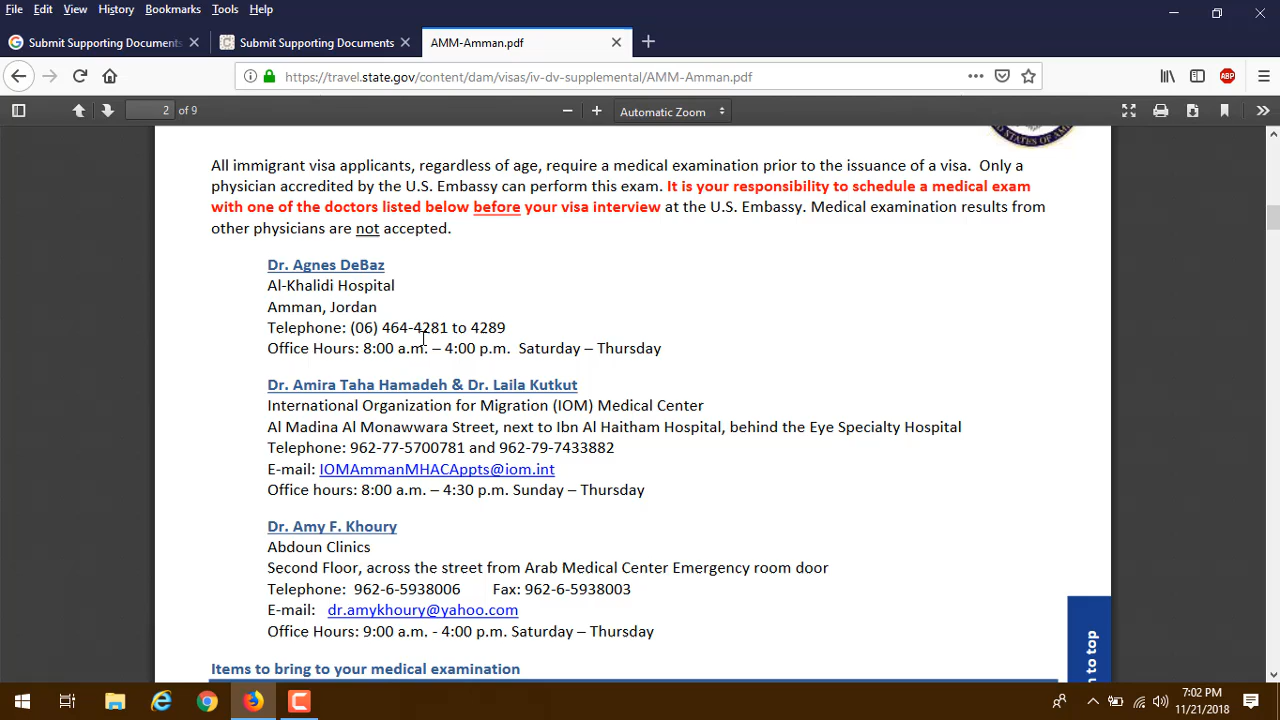 File Edit View History Bookmarks Tools Help
Submit Supporting Documents
Submit Supporting Documents
AMM-Amman.pdf
https://travel.state.gov/content/dam/visas/iv-dv-supplemental/AMM-Amman.pdf
ABP
2 of 9
Automatic Zoom
All immigrant visa applicants, regardless of age, require a medical examination prior to the issuance of a visa. Only a
physician accredited by the U.S. Embassy can perform this exam. It is your responsibility to schedule a medical exam
with one of the doctors listed below before your visa interview at the U.S. Embassy. Medical examination results from
other physicians are not accepted.
Dr. Agnes DeBaz
Al-Khalidi Hospital
Amman, Jordan
Telephone: (06) 464-4281 to 4289
Office Hours: 8:00 a.m. – 4:00 p.m. Saturday – Thursday
Dr. Amira Taha Hamadeh & Dr. Laila Kutkut
International Organization for Migration (IOM) Medical Center
Al Madina Al Monawwara Street, next to Ibn Al Haitham Hospital, behind the Eye Specialty Hospital
Telephone: 962-77-5700781 and 962-79-7433882
E-mail: IOMAmmanMHACAppts@iom.int
Office hours: 8:00 a.m. – 4:30 p.m. Sunday – Thursday
Dr. Amy F. Khoury
Abdoun Clinics
Second Floor, across the street from Arab Medical Center Emergency room door
Telephone: 962-6-5938006 Fax: 962-6-5938003
E-mail: dr.amykhoury@yahoo.com
Office Hours: 9:00 a.m. - 4:00 p.m. Saturday – Thursday
Items to bring to your medical examination
to top
7:02 PM
11/21/2018